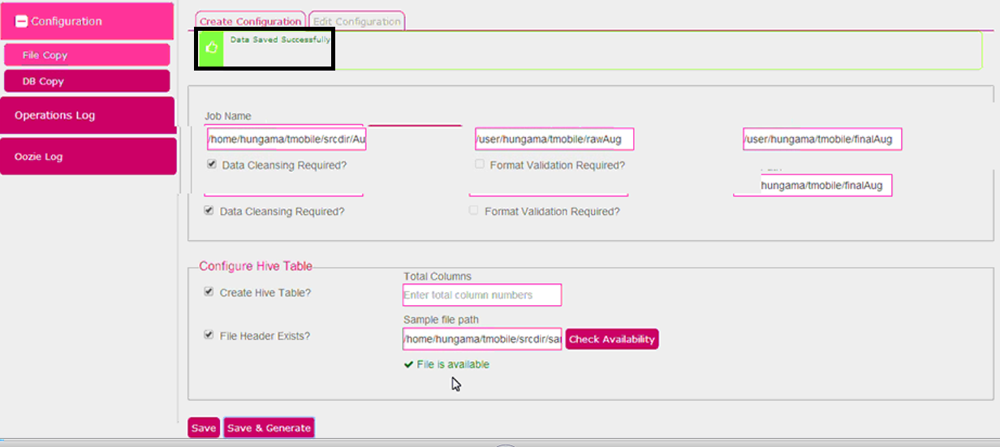 Configuration
File Copy
DB Copy
Operations Log
Oozie Log
Create Configuration
Edit Configuration
Data Saved Successfully
Job Name
/home/hungama/tmobile/srcdir/Au
/user/hungama/tmobile/rawAug
/user/hungama/tmobile/finalAug
Data Cleansing Required?
Format Validation Required?
hungama/tmobile/finalAug
Data Cleansing Required?
Format Validation Required?
Configure Hive Table
Total Columns
Create Hive Table?
Enter total column numbers
Sample file path
File Header Exists?
/home/hungama/tmobile/srcdir/sa
Check Availability
File is available
Save
Save & Generate